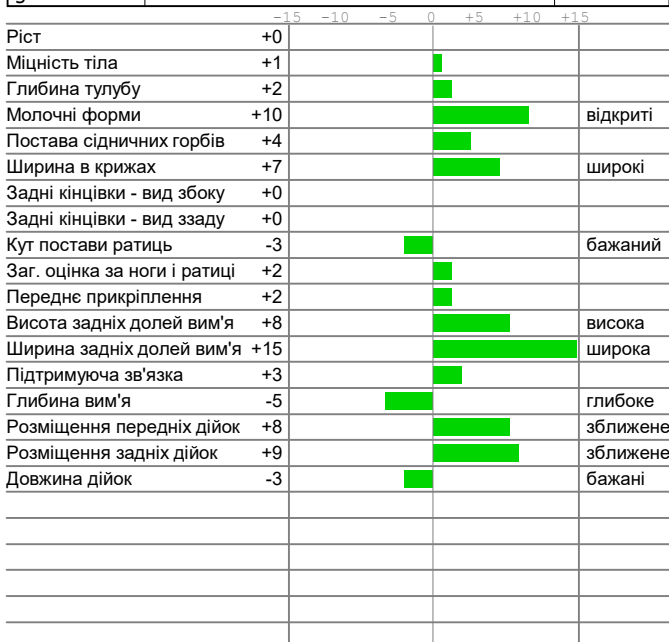 -15 -10 -5 0 +5 +10 +15
Ріст +0
Міцність тіла +1
Глибина тулубу +2
Молочні форми +10 відкриті
Постава сідничних горбів +4
Ширина в крижах +7 широкі
Задні кінцівки - вид збоку +0
Задні кінцівки - вид ззаду +0
Кут постави ратиць -3 бажаний
Заг. оцінка за ноги і ратиці +2
Переднє прикріплення +2
Висота задніх долей вим'я +8 висока
Ширина задніх долей вим'я +15 широка
Підтримуюча зв'язка +3
Глибина вим'я -5 глибоке
Розміщення передніх дійок +8 зближене
Розміщення задніх дійок +9 зближене
Довжина дійок -3 бажані